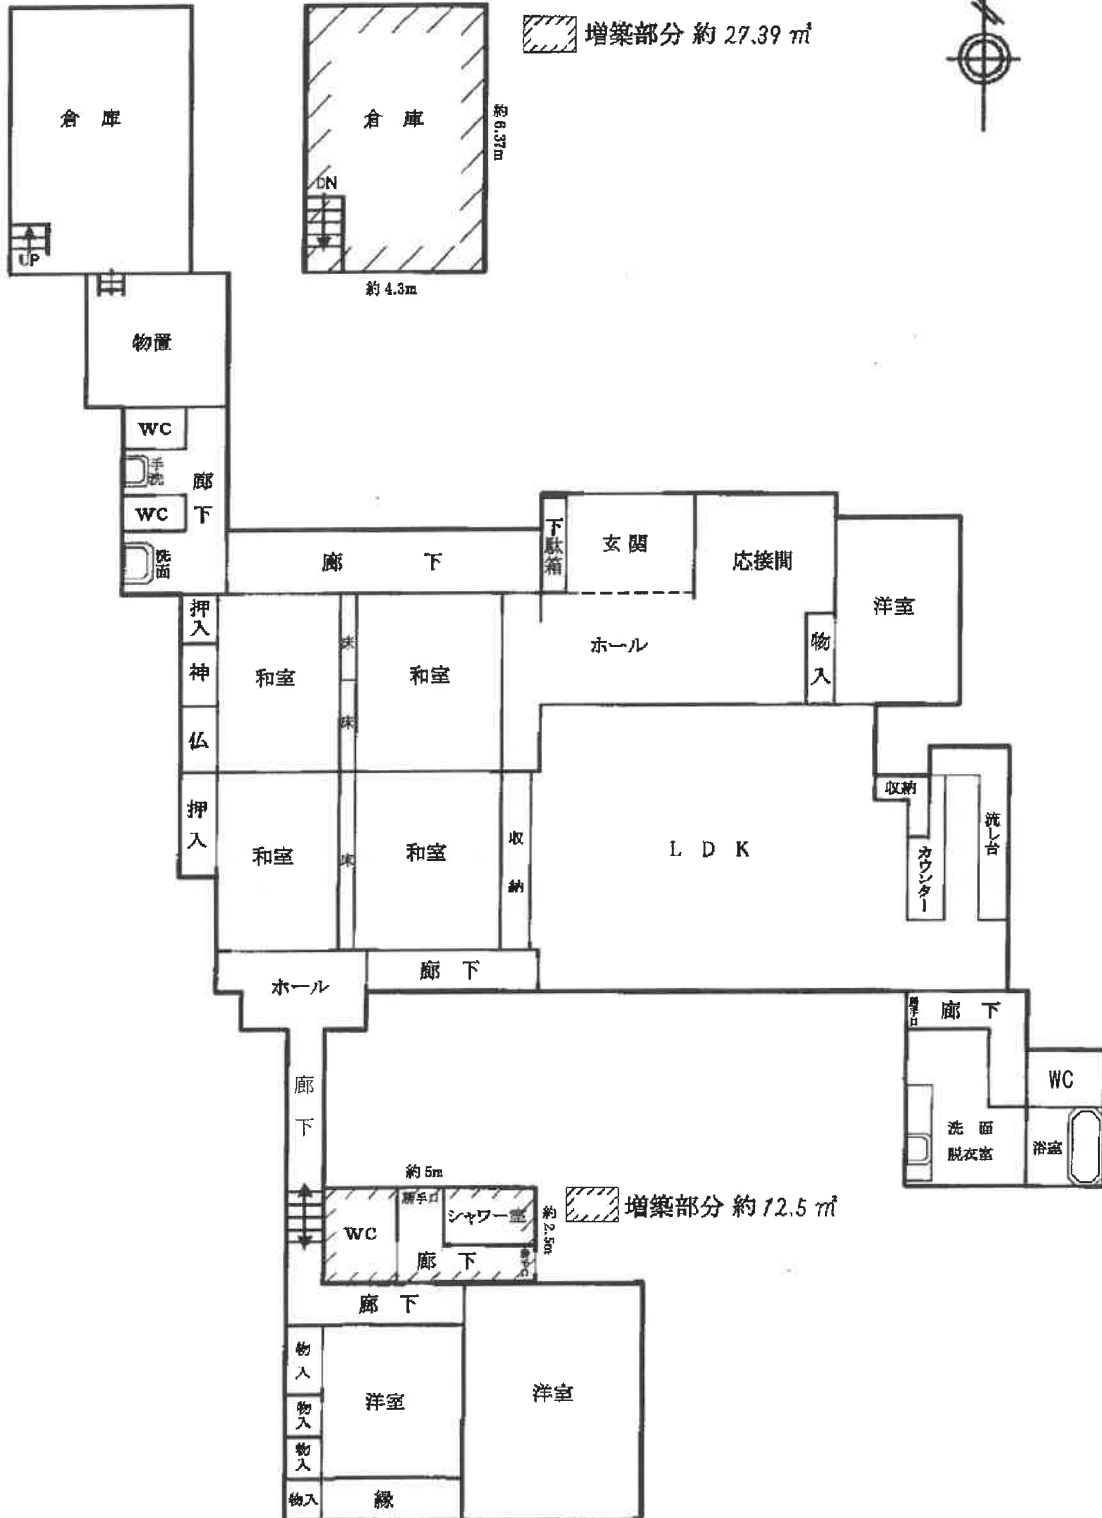 増築部分 約 27.39 ㎡
倉 庫
倉 庫
約 6.37m
DN
UP
約 4.3m
物置
WC
手洗
廊下
WC
洗面
廊 下
下駄箱
玄関
応接間
洋室
押入
床
ホール
物入
神
和室
和室
仏
床
収納
押入
流し台
和室
床
和室
収納
L D K
カウンター
ホール
廊 下
勝手口
廊 下
廊下
WC
洗 面
脱衣室
浴室
約 5m
勝手口
シャワー室
約 2.5m
増築部分 約 12.5 ㎡
WC
廊 下
勝手口
廊 下
物入
洋室
洋室
物入
物入
物入
縁